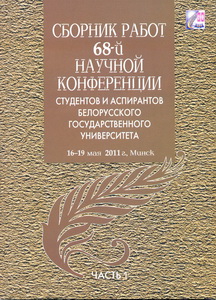 СБОРНИК РАБОТ
68-й
НАУЧНОЙ
КОНФЕРЕНЦИИ
СТУДЕНТОВ И АСПИРАНТОВ
БЕЛОРУССКОГО
ГОСУДАРСТВЕННОГО
УНИВЕРСИТЕТА
16-19 мая 2011 г., Минск
ЧАСТЬ 1